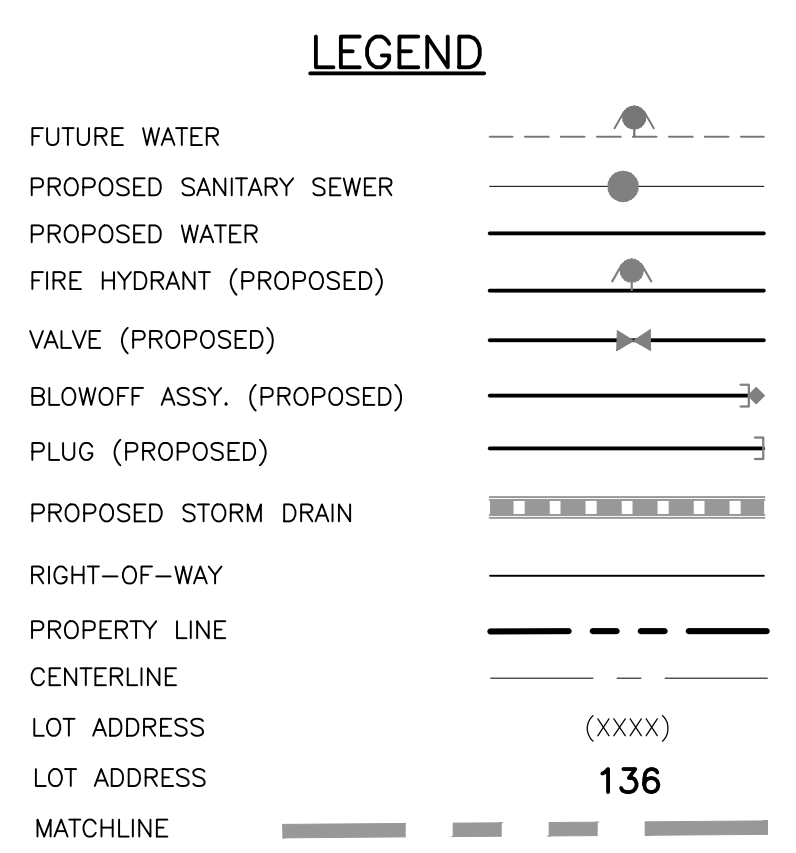 LEGEND
FUTURE WATER
PROPOSED SANITARY SEWER
PROPOSED WATER
FIRE HYDRANT (PROPOSED)
VALVE (PROPOSED)
BLOWOFF ASSY. (PROPOSED)
PLUG (PROPOSED)
PROPOSED STORM DRAIN
RIGHT-OF-WAY
PROPERTY LINE
CENTERLINE
LOT ADDRESS (XXXX)
LOT ADDRESS 136
MATCHLINE